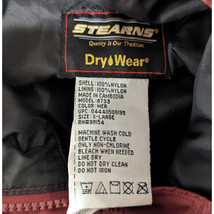 STEARNS
Quality Is Our Tradition.
Dry Wear®
SHELL: 100% NYLON
LINING: 100% NYLON
MADE IN CAMBODIA
MODEL: 8733
COLOR: MER
SIZE: X-LARGE
MACHINE WASH COLD
GENTLE CYCLE
ONLY NON-CHLORINE
BLEACH WHEN NEEDED
LINE DRY
DO NOT DRY CLEAN
DO NOT IRON